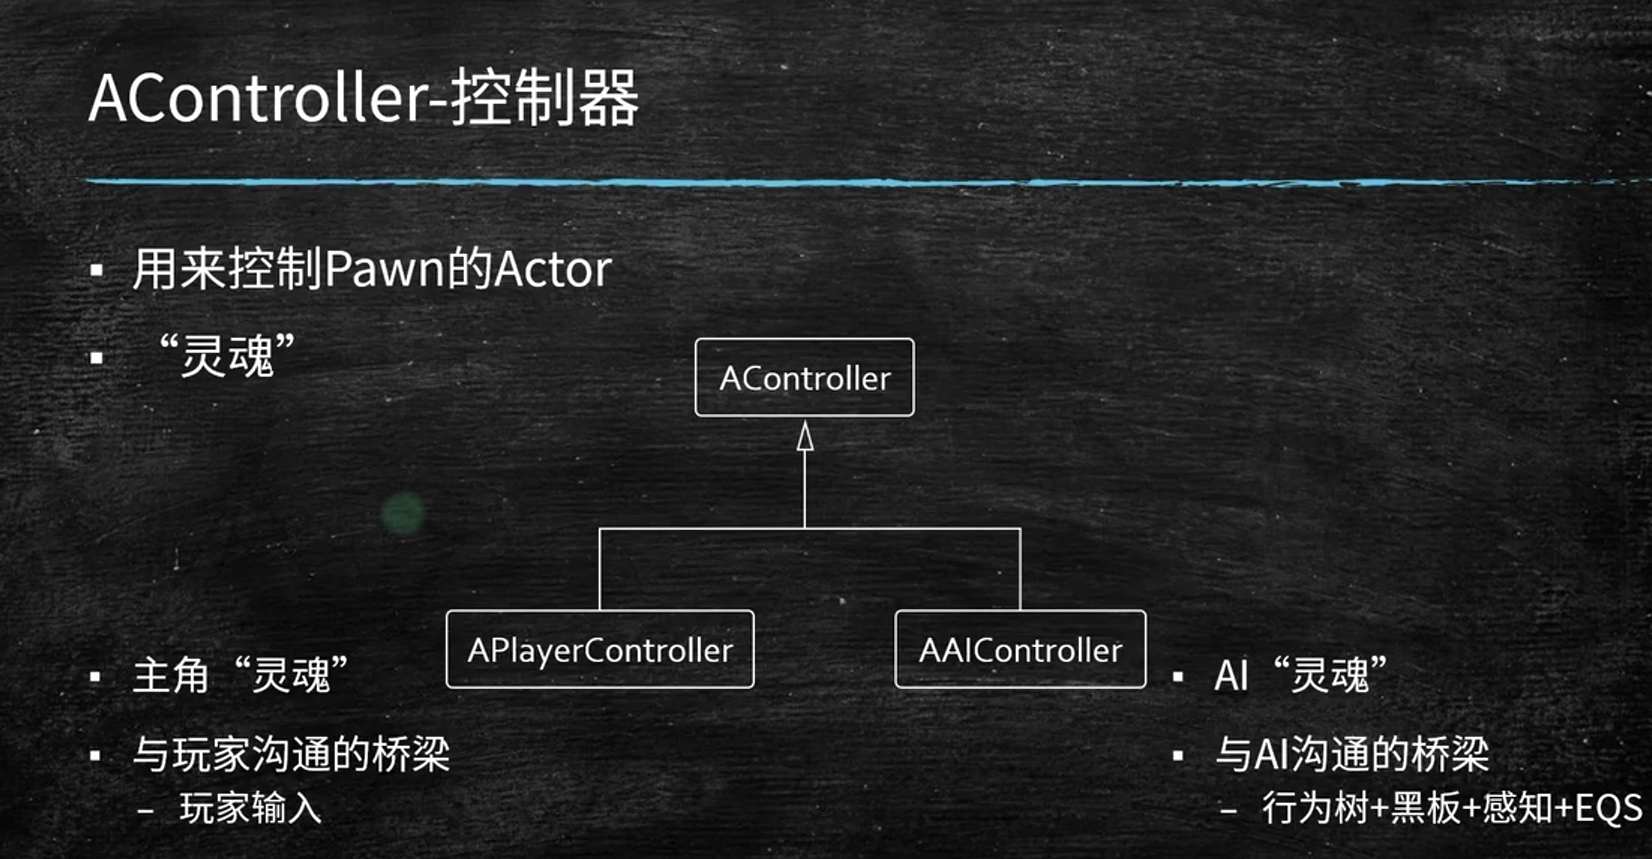 AController-控制器
▪ 用来控制Pawn的Actor
▪ “灵魂”
AController
APlayerController
AAIController
▪ 主角“灵魂”
▪ 与玩家沟通的桥梁
– 玩家输入
▪ AI“灵魂”
▪ 与AI沟通的桥梁
– 行为树+黑板+感知+EQS